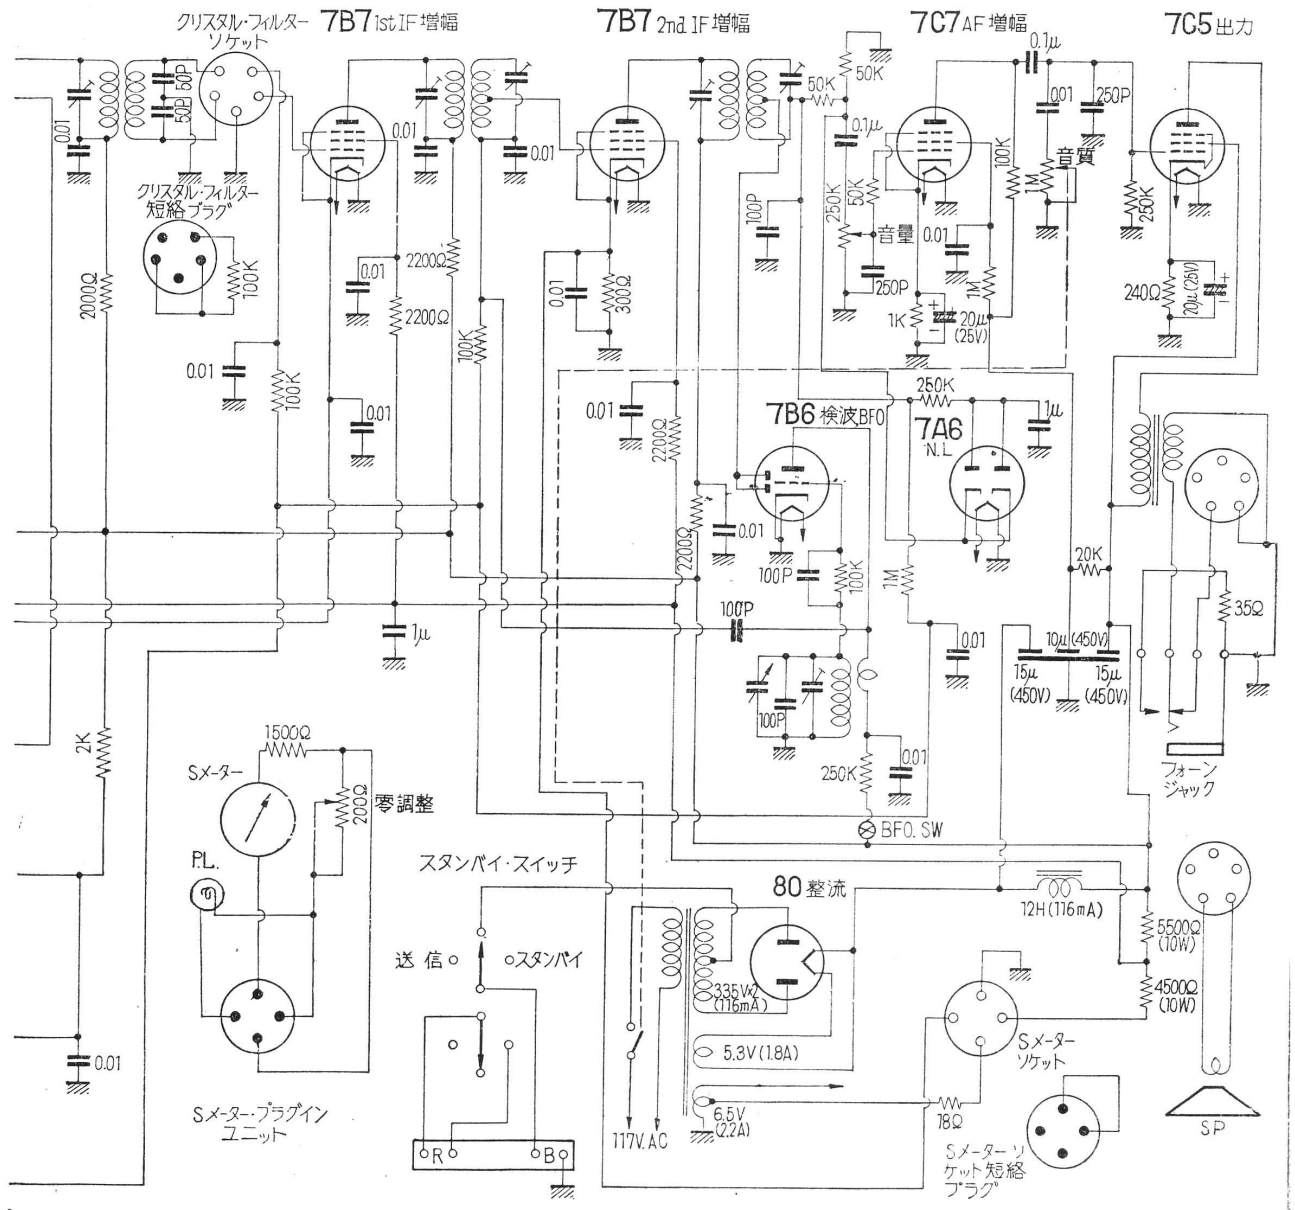 クリスタル・フィルター
ソケット
7B7 1st IF増幅
7B7 2nd IF増幅
7C7 AF増幅
7C5 出力
0.1μ
50K
50K
50P
50P
0.01
0.01
0.01
0.01
250P
0.1μ
100K
1M
音質
クリスタル・フィルター
短絡プラグ
100P
250K
50K
250K
音量
0.01
100K
2000Ω
2200Ω
0.01
0.01
300Ω
250P
1M
240Ω
20μ(25V)
2200Ω
1K
20μ
(25V)
100K
0.01
100K
250K
0.01
0.01
7B6 検波,BFO
7A6
N.L
1μ
2200Ω
2200Ω
0.01
20K
100P
100K
1M
100P
35Ω
1μ
0.01
10μ(450V)
15μ
(450V)
15μ
(450V)
100P
1500Ω
2K
Sメーター
200Ω
零調整
250K
0.01
フォーン
ジャック
BFO. SW
P.L.
スタンバイ・スイッチ
80 整流
12H(116mA)
5500Ω
(10W)
送信
スタンバイ
335V×2
(116mA)
4500Ω
(10W)
5.3V(1.8A)
Sメーター
ソケット
0.01
6.5V
(2.2A)
18Ω
Sメーター・プラグイン
ユニット
117V. AC
SP
R
B
Sメーターソ
ケット短絡
プラグ